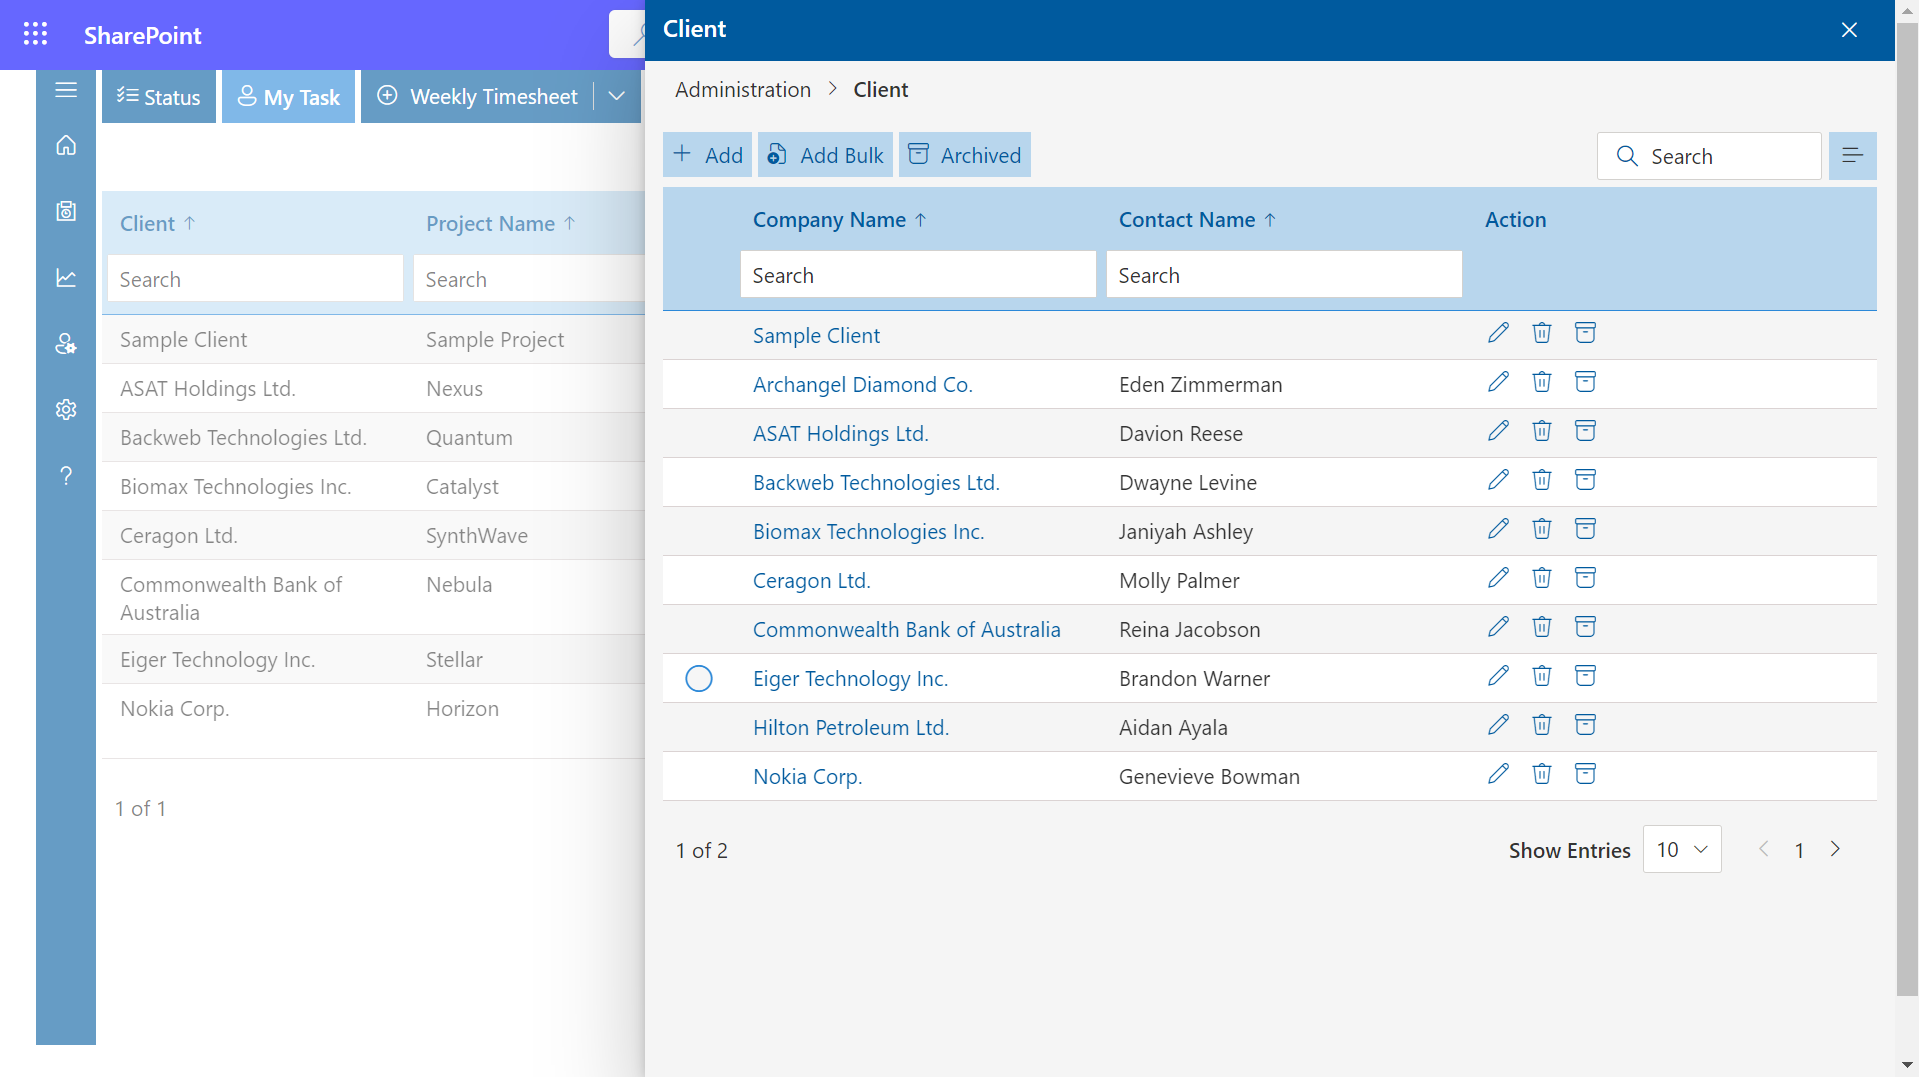 SharePoint
Status
My Task
Weekly Timesheet
Client
Project Name
Search
Search
Sample Client
Sample Project
ASAT Holdings Ltd.
Nexus
Backweb Technologies Ltd.
Quantum
Biomax Technologies Inc.
Catalyst
Ceragon Ltd.
SynthWave
Commonwealth Bank of
Australia
Nebula
Eiger Technology Inc.
Stellar
Nokia Corp.
Horizon
1 of 1
Client
Administration > Client
Add
Add Bulk
Archived
Search
Company Name
Contact Name
Action
Search
Search
Sample Client
Archangel Diamond Co.
Eden Zimmerman
ASAT Holdings Ltd.
Davion Reese
Backweb Technologies Ltd.
Dwayne Levine
Biomax Technologies Inc.
Janiyah Ashley
Ceragon Ltd.
Molly Palmer
Commonwealth Bank of Australia
Reina Jacobson
Eiger Technology Inc.
Brandon Warner
Hilton Petroleum Ltd.
Aidan Ayala
Nokia Corp.
Genevieve Bowman
1 of 2
Show Entries
10
1